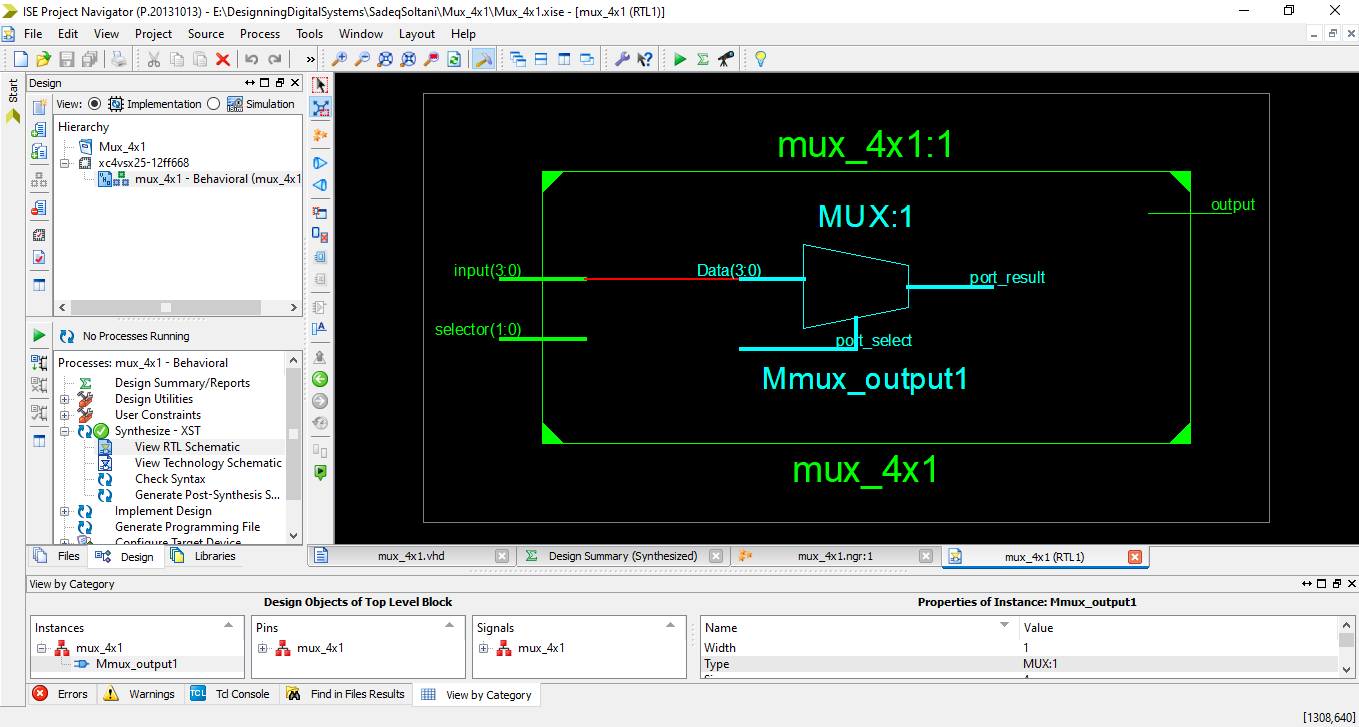 ISE Project Navigator (P.20131013) - E:\DesignningDigitalSystems\SadeqSoltani\Mux_4x1\Mux_4x1.xise - [mux_4x1 (RTL1)]
File Edit View Project Source Process Tools Window Layout Help
Start
Design
View: Implementation Simulation
Hierarchy
Mux_4x1
xc4vsx25-12ff668
mux_4x1 - Behavioral (mux_4x1
No Processes Running
Processes: mux_4x1 - Behavioral
Design Summary/Reports
Design Utilities
User Constraints
Synthesize - XST
View RTL Schematic
View Technology Schematic
Check Syntax
Generate Post-Synthesis S...
Implement Design
Generate Programming File
Configure Target Device
Files Design Libraries
mux_4x1:1
MUX:1
output
input(3:0)
Data(3:0)
port_result
selector(1:0)
port_select
Mmux_output1
mux_4x1
mux_4x1.vhd
Design Summary (Synthesized)
mux_4x1.ngr:1
mux_4x1 (RTL1)
View by Category
Design Objects of Top Level Block
Properties of Instance: Mmux_output1
Instances
mux_4x1
Mmux_output1
Pins
mux_4x1
Signals
mux_4x1
Name Value
Width 1
Type MUX:1
Errors Warnings Tcl Console Find in Files Results View by Category
TCL
[1308,640]